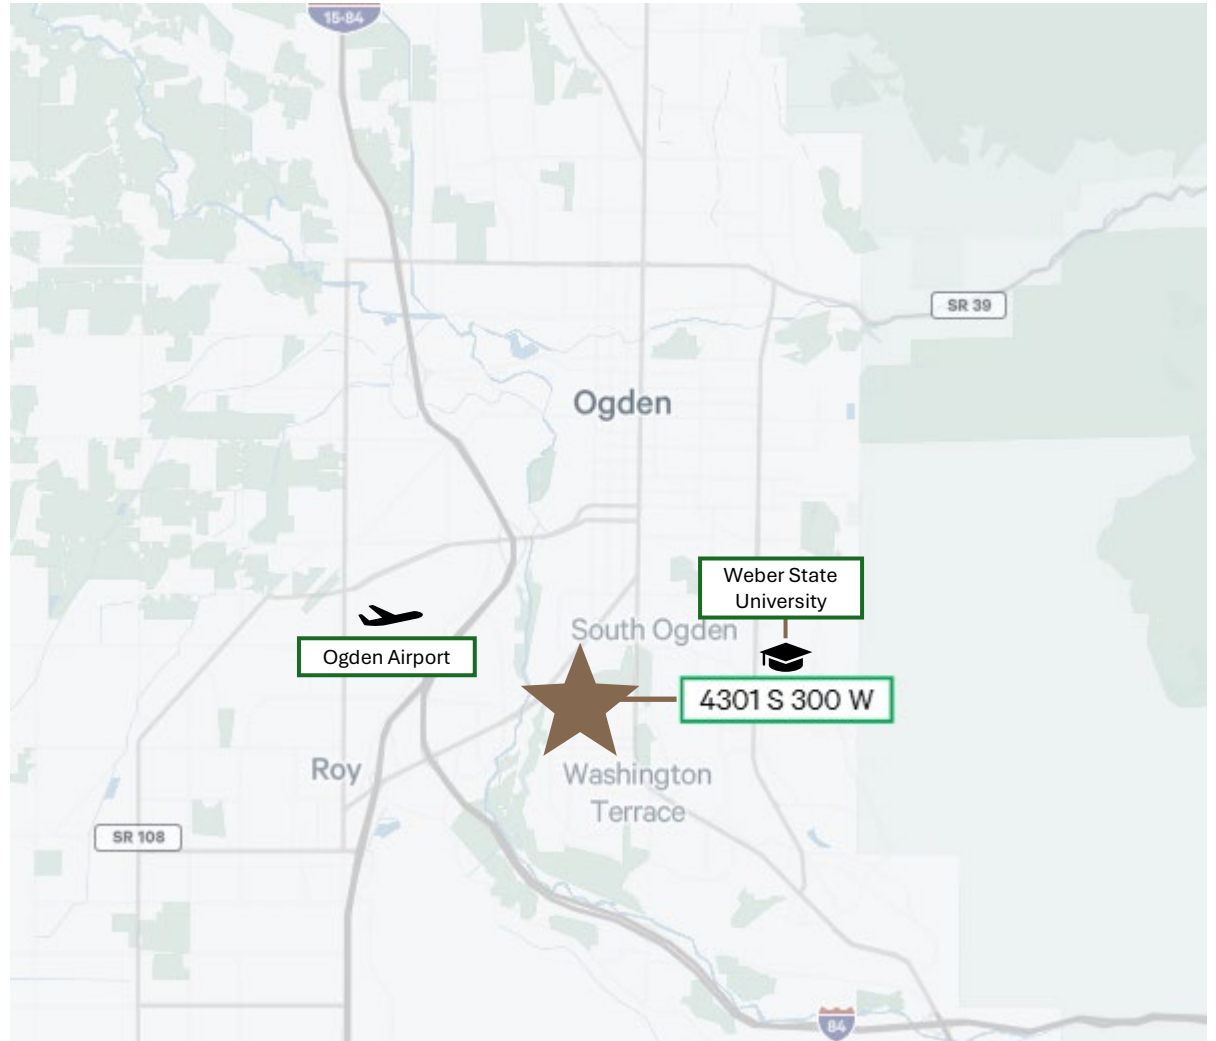 15-84
SR 39
Ogden
Weber State
University
South Ogden
Ogden Airport
4301 S 300 W
Roy
Washington
Terrace
SR 108
84